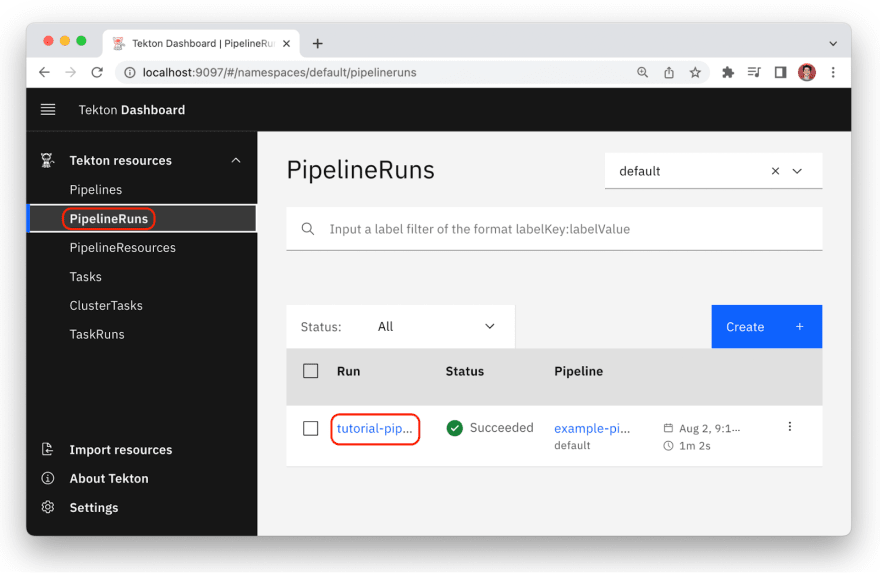 Tekton Dashboard | PipelineRu
localhost:9097/#/namespaces/default/pipelineruns
Tekton Dashboard
Tekton resources
Pipelines
PipelineRuns
PipelineResources
Tasks
ClusterTasks
TaskRuns
Import resources
About Tekton
Settings
PipelineRuns
default
Input a label filter of the format labelKey:labelValue
Status: All
Create +
Run Status Pipeline
tutorial-pip... Succeeded example-pi... Aug 2, 9:1...
default 1m 2s